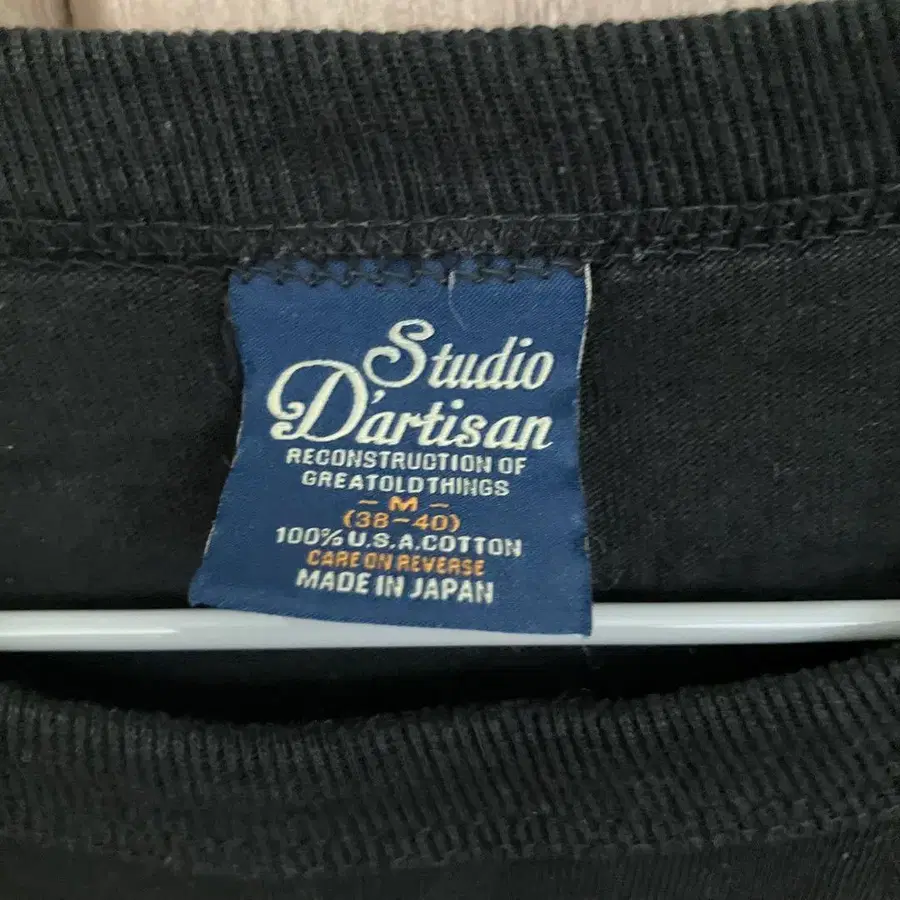 Studio
D'artisan
RECONSTRUCTION OF
GREATOLDTHINGS
- M -
(38-40)
100% U.S.A. COTTON
CARE ON REVERSE
MADE IN JAPAN